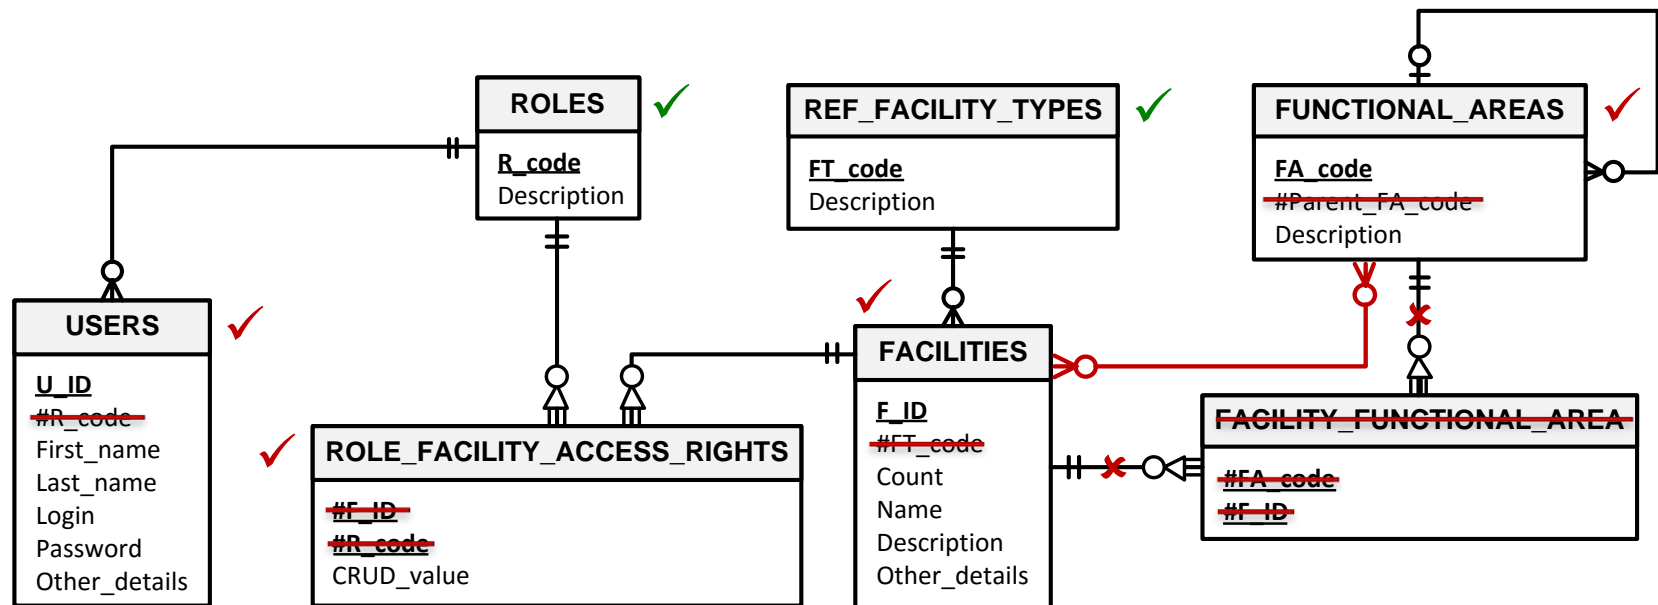 ROLES
R_code
Description
REF_FACILITY_TYPES
FT_code
Description
FUNCTIONAL_AREAS
FA_code
#Parent_FA_code
Description
USERS
U_ID
#R_code
First_name
Last_name
Login
Password
Other_details
ROLE_FACILITY_ACCESS_RIGHTS
#F_ID
#R_code
CRUD_value
FACILITIES
F_ID
#FT_code
Count
Name
Description
Other_details
FACILITY_FUNCTIONAL_AREA
#FA_code
#F_ID